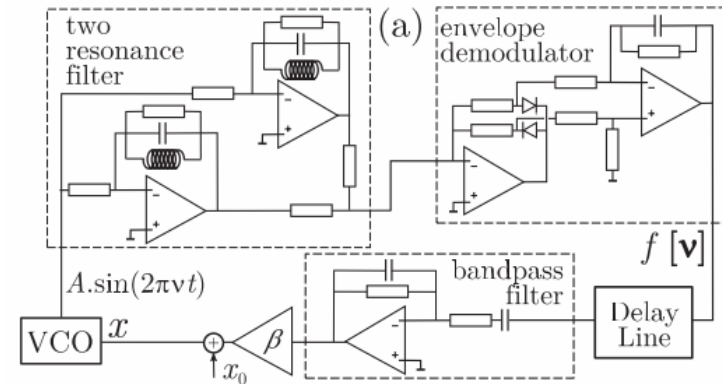 two
resonance
filter
(a)
envelope
demodulator
−
+
−
+
−
+
−
+
f [ν]
A.sin(2πνt)
bandpass
filter
−
+
Delay
Line
VCO
x
x₀
+
β